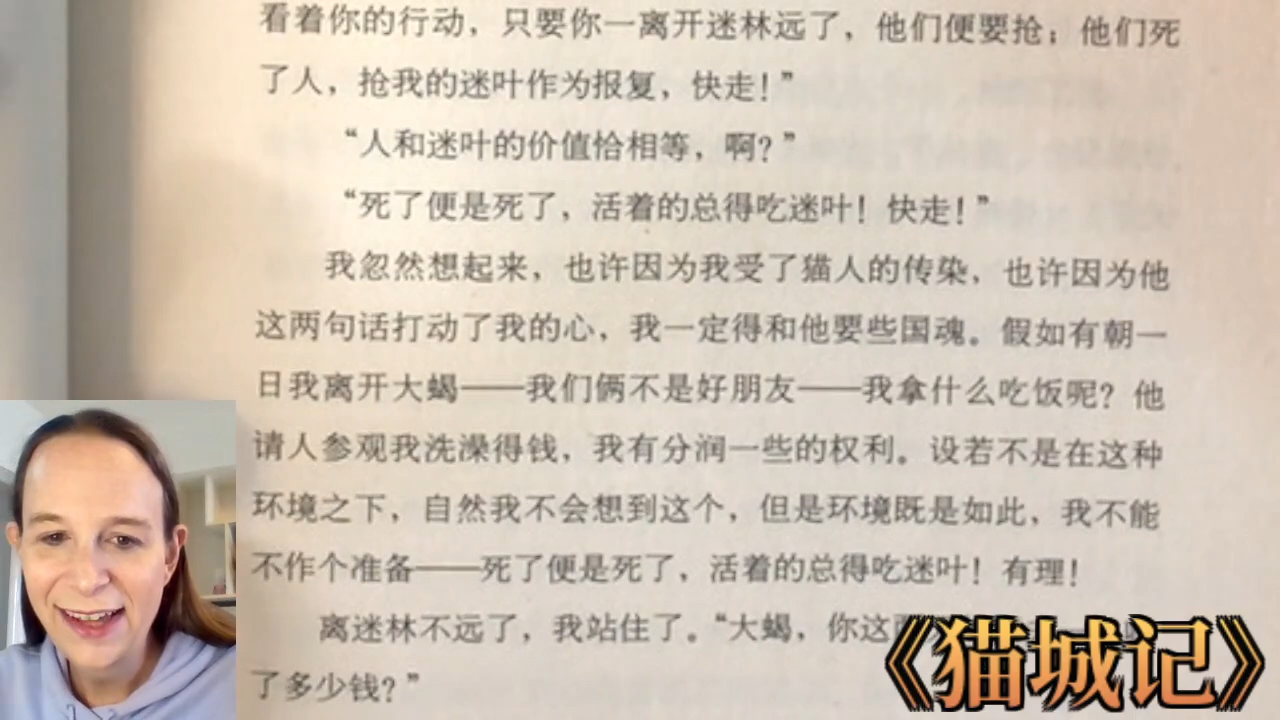 看着你的行动，只要你一离开迷林远了，他们便要抢；他们死
了人，抢我的迷叶作为报复，快走！”
“人和迷叶的价值恰相等，啊？”
“死了便是死了，活着的总得吃迷叶！快走！”
我忽然想起来，也许因为我受了猫人的传染，也许因为他
这两句话打动了我的心，我一定得和他要些国魂。假如有朝一
日我离开大蝎——我们俩不是好朋友——我拿什么吃饭呢？他
请人参观我洗澡得钱，我有分润一些的权利。设若不是在这种
环境之下，自然我不会想到这个，但是环境既是如此，我不能
不作个准备——死了便是死了，活着的总得吃迷叶！有理！
离迷林不远了，我站住了。“大蝎，你这两
了多少钱？”
《猫城记》